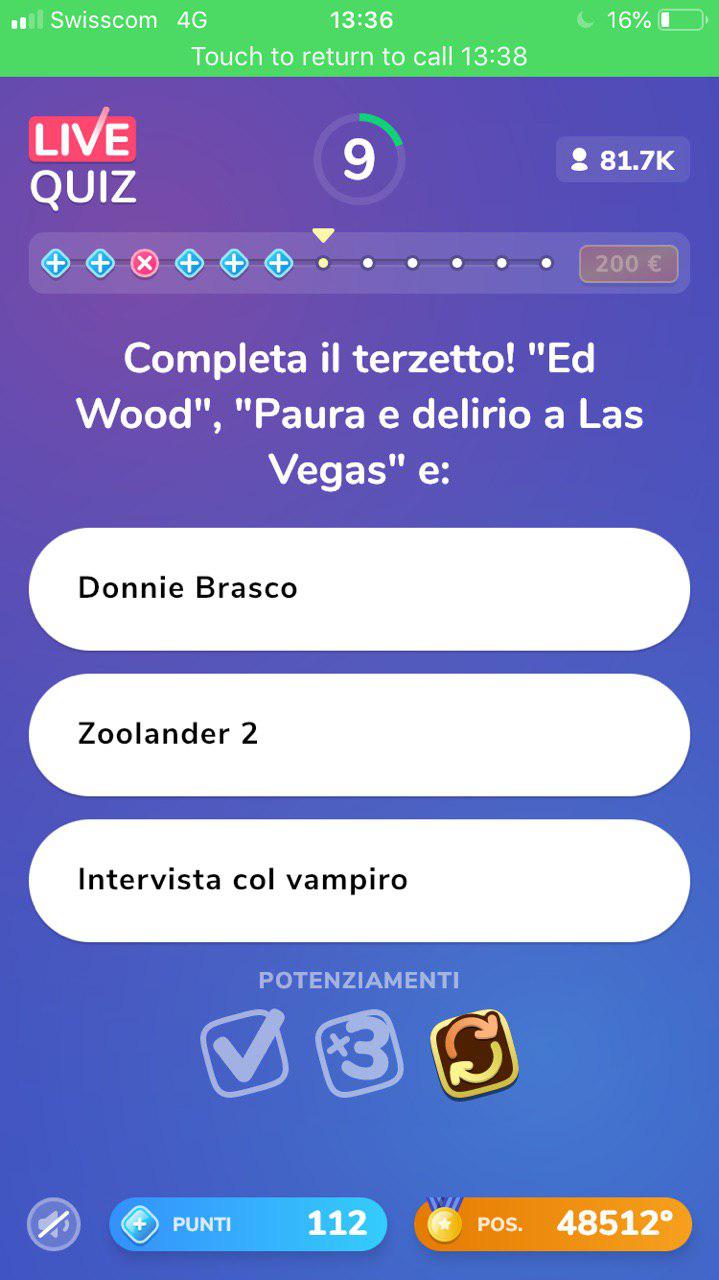 Swisscom 4G 13:36 16%
Touch to return to call 13:38
LIVE
QUIZ
9
81.7K
200 €
Completa il terzetto! "Ed
Wood", "Paura e delirio a Las
Vegas" e:
Donnie Brasco
Zoolander 2
Intervista col vampiro
POTENZIAMENTI
×3
PUNTI 112
POS. 48512º